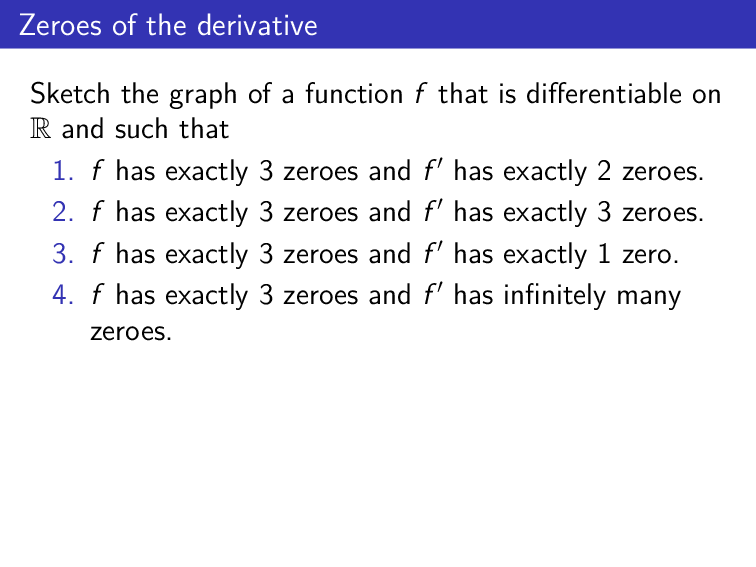 Zeroes of the derivative
Sketch the graph of a function f that is differentiable on
ℝ and such that
1. f has exactly 3 zeroes and f′ has exactly 2 zeroes.
2. f has exactly 3 zeroes and f′ has exactly 3 zeroes.
3. f has exactly 3 zeroes and f′ has exactly 1 zero.
4. f has exactly 3 zeroes and f′ has infinitely many
zeroes.